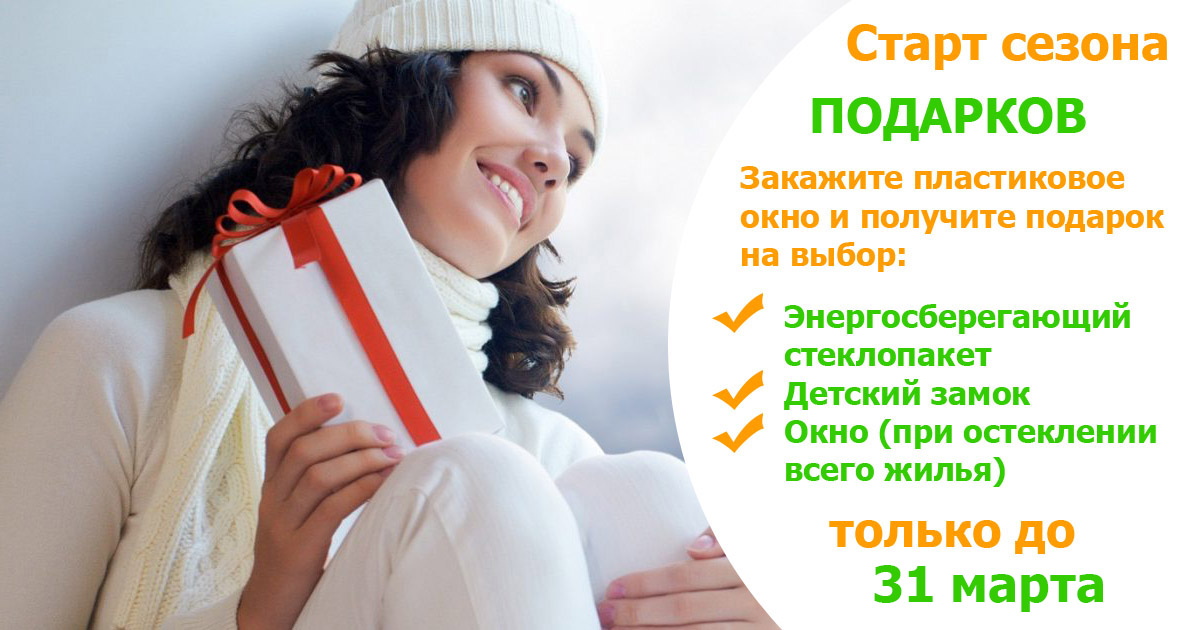 Старт сезона
ПОДАРКОВ
Закажите пластиковое
окно и получите подарок
на выбор:
Энергосберегающий
стеклопакет
Детский замок
Окно (при остеклении
всего жилья)
только до
31 марта